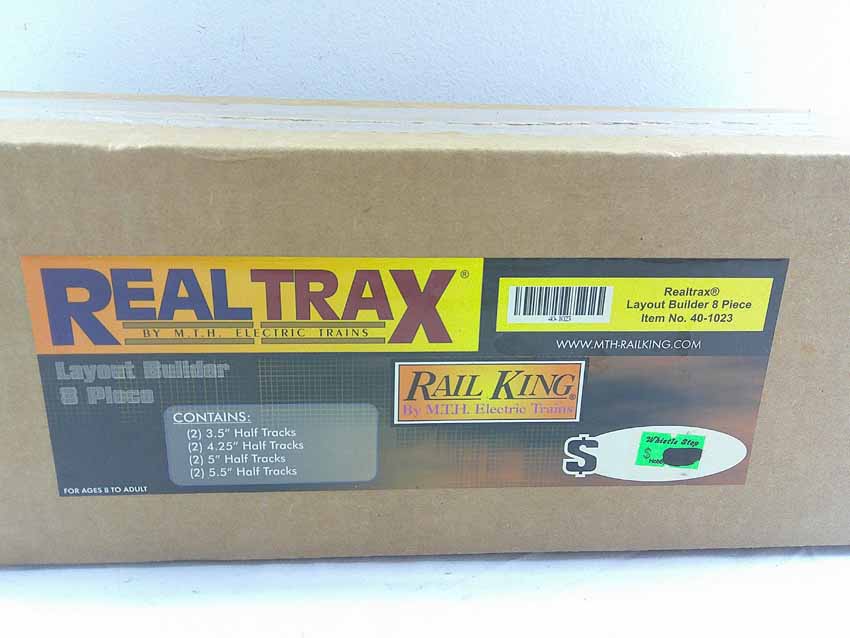 REALTRAX®
BY M.T.H. ELECTRIC TRAINS
Layout Builder
8 Piece
CONTAINS:
(2) 3.5" Half Tracks
(2) 4.25" Half Tracks
(2) 5" Half Tracks
(2) 5.5" Half Tracks
FOR AGES 8 TO ADULT
40-1023
Realtrax®
Layout Builder 8 Piece
Item No. 40-1023
WWW.MTH-RAILKING.COM
RAIL KING®
By M.T.H. Electric Trains
$
Whistle Stop
$